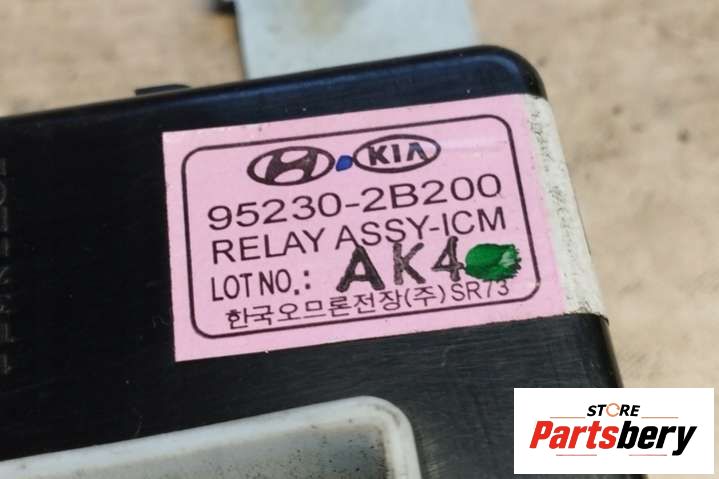 KIA
95230-2B200
RELAY ASSY-ICM
LOT NO.: AK4
한국오므론전장(주) SR73
STORE
Partsbery